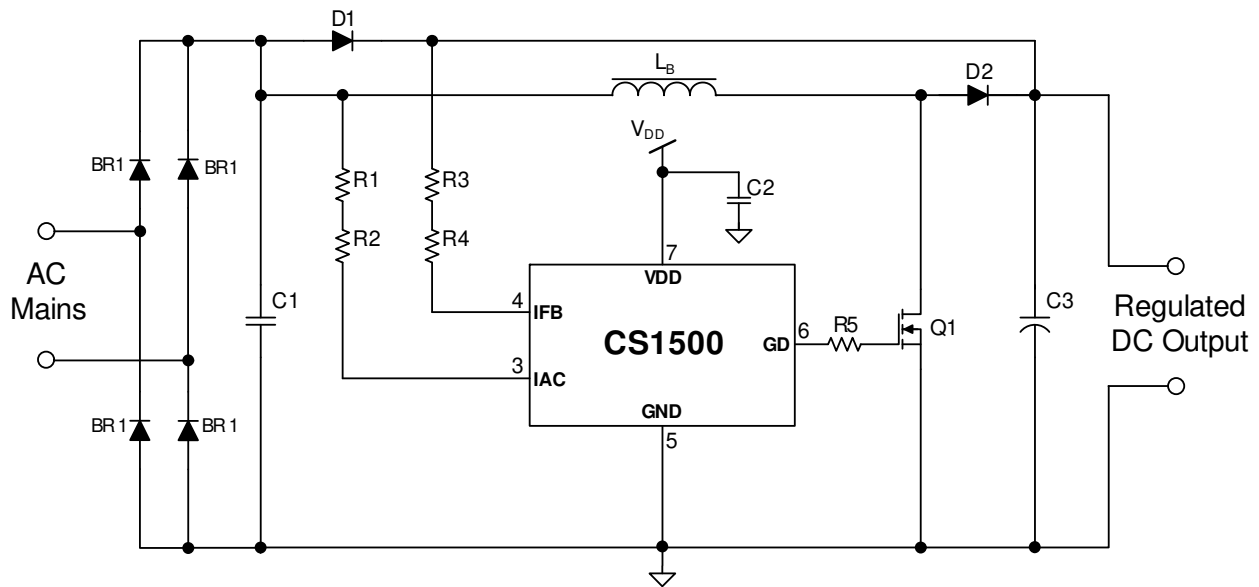 D1
L_B
D2
V_DD
BR1
BR1
R1
R3
C2
R2
R4
7
VDD
AC
Mains
C1
4
IFB
CS1500
6
GD
R5
Q1
C3
Regulated
DC Output
3
IAC
GND
5
BR1
BR1